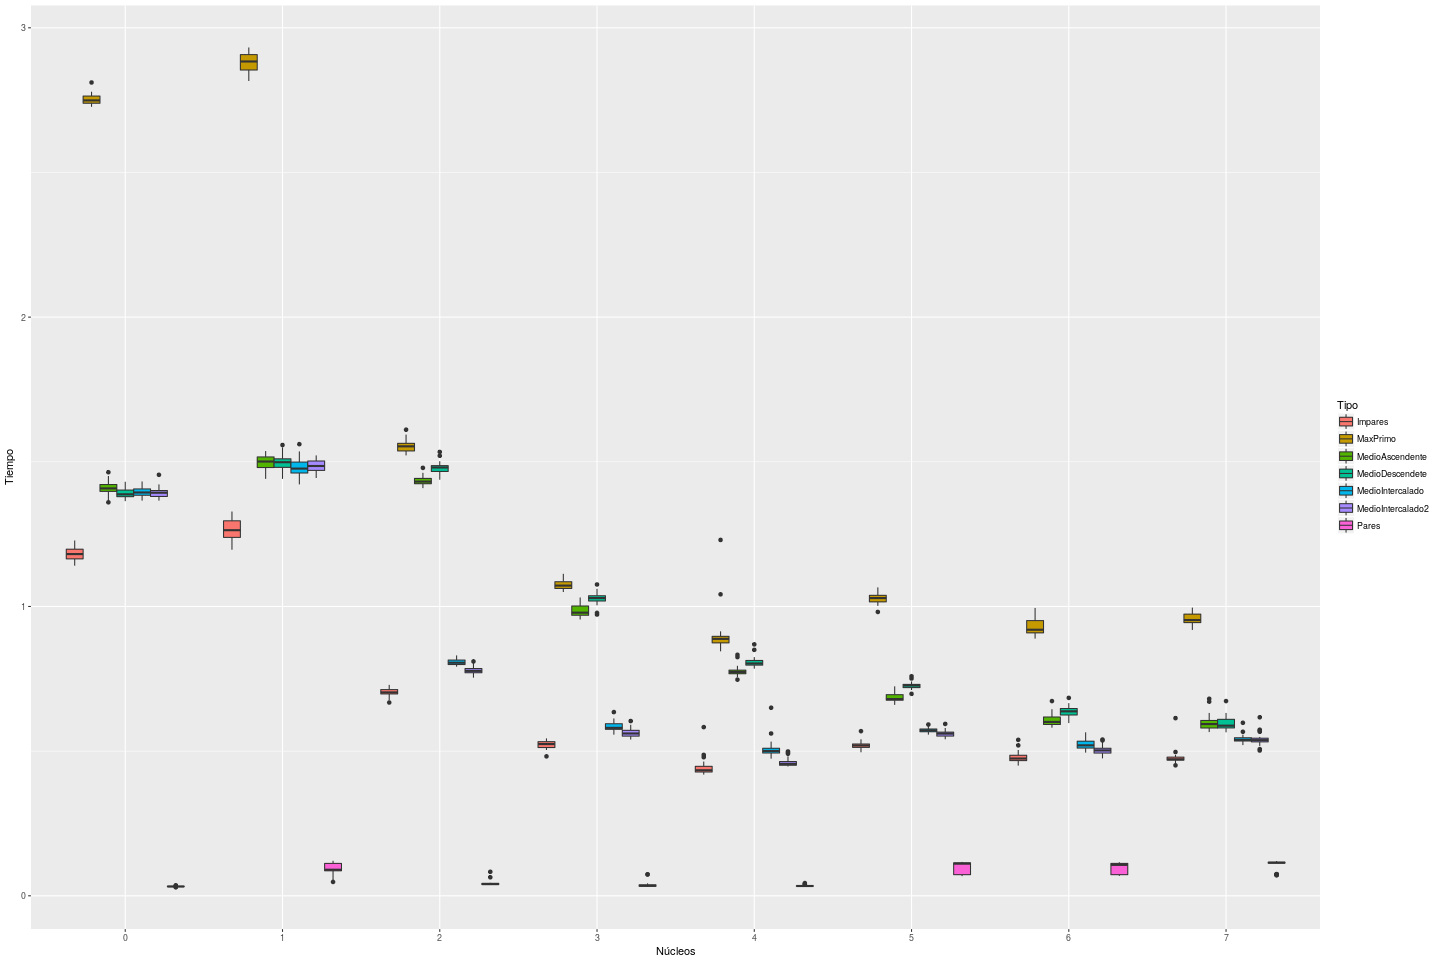 3
2
1
0
Tiempo
0 1 2 3 4 5 6 7
Núcleos
Tipo
Impares
MaxPrimo
MedioAscendente
MedioDescendete
MedioIntercalado
MedioIntercalado2
Pares